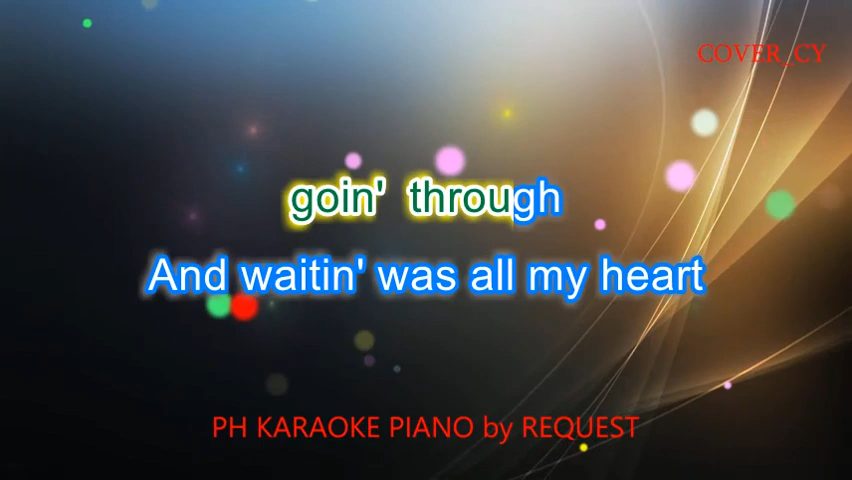 COVER_CY
goin' through
And waitin' was all my heart
PH KARAOKE PIANO by REQUEST